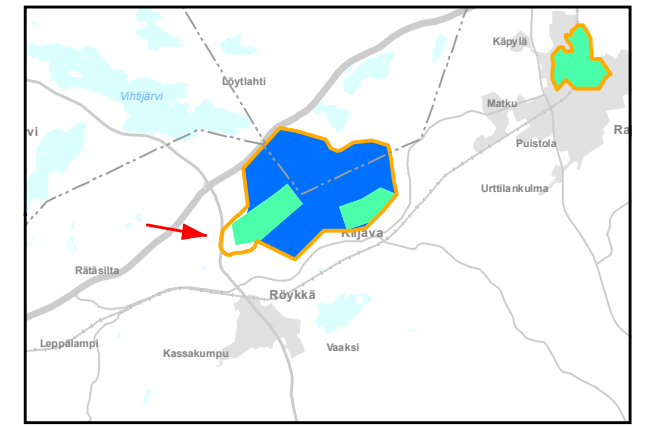 Käpylä
Löytlahti
Vihtijärvi
Matku
vi
Ra
Puistola
Urttilankulma
Kiljava
Rätäsilta
Röykkä
Leppälampi
Vaaksi
Kassakumpu